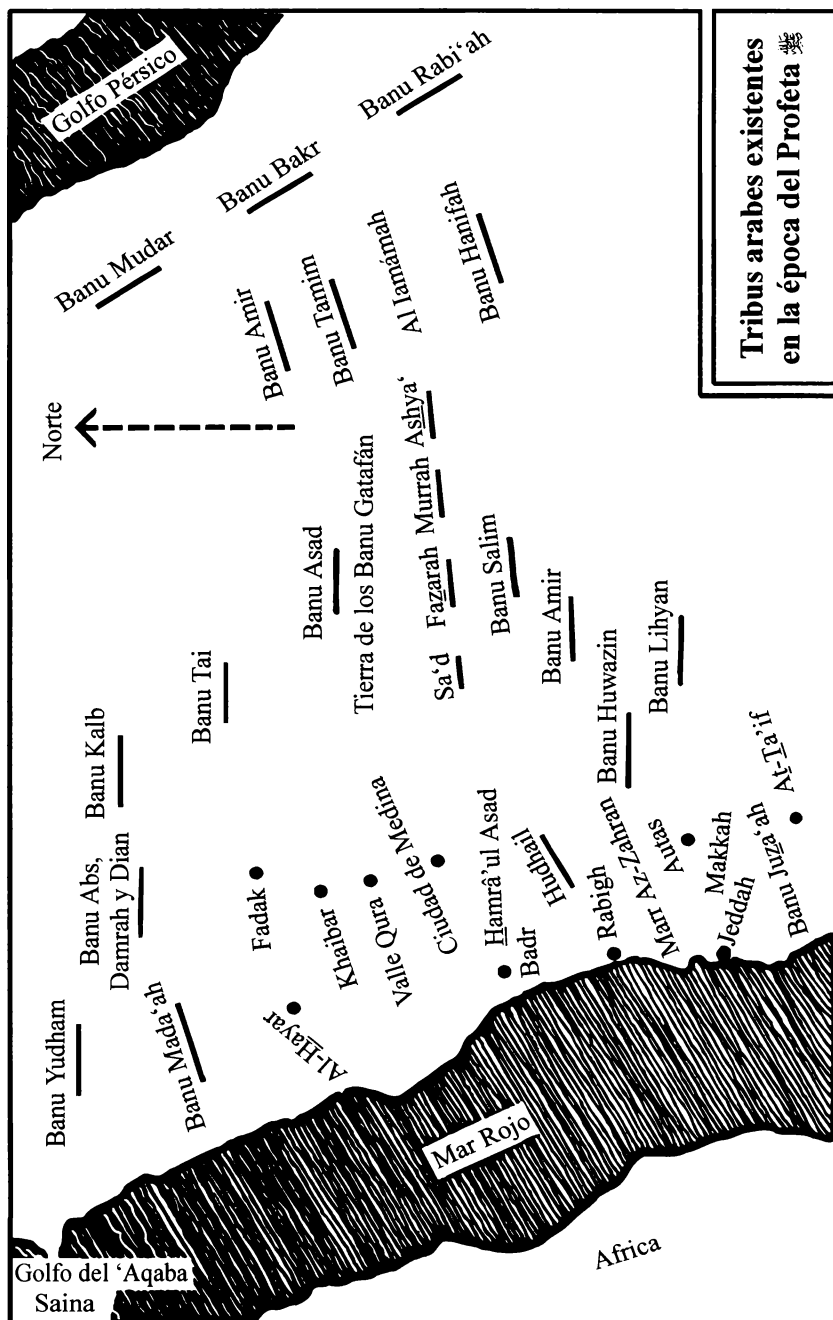 Tribus arabes existentes
en la época del Profeta ﷺ
Golfo Pérsico
Norte
Banu Mudar
Banu Bakr
Banu Rabi‘ah
Banu Amir
Banu Tamim
Al Iamámah
Banu Hanifah
Banu Yudham
Banu Abs,
Damrah y Dian
Banu Kalb
Banu Mada‘ah
Banu Tai
Banu Asad
Tierra de los Banu Gatafán
Sa‘d
Fazarah
Murrah
Ashya‘
Banu Salim
Banu Amir
Banu Huwazin
Banu Lihyan
Fadak
Al-Hayar
Khaibar
Valle Qura
Ciudad de Medina
Hamrâ’ul Asad
Badr
Hudhail
Rabigh
Marr Az-Zahran
Autas
Makkah
Jeddah
At-Ta’if
Banu Juza‘ah
Mar Rojo
Golfo del ‘Aqaba
Saina
Africa